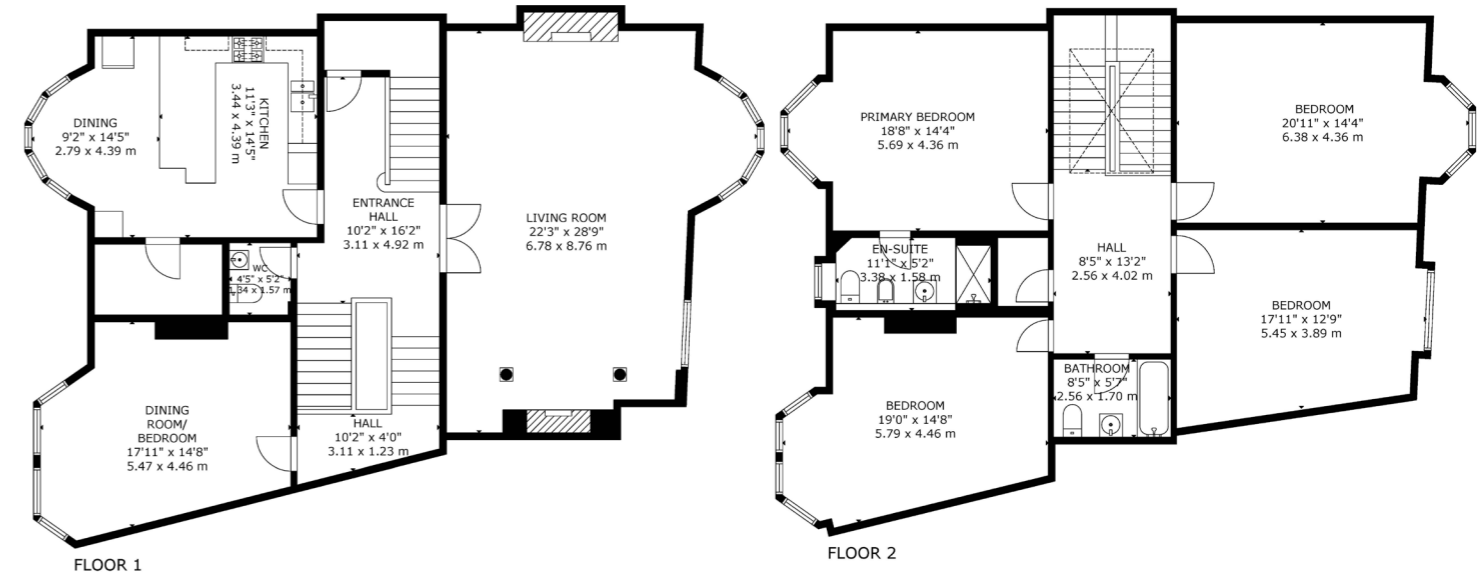 DINING
9'2" x 14'5"
2.79 x 4.39 m
KITCHEN
11'3" x 14'5"
3.44 x 4.39 m
ENTRANCE
HALL
10'2" x 16'2"
3.11 x 4.92 m
LIVING ROOM
22'3" x 28'9"
6.78 x 8.76 m
WC
4'5" x 5'2"
1.34 x 1.57 m
DINING
ROOM/
BEDROOM
17'11" x 14'8"
5.47 x 4.46 m
HALL
10'2" x 4'0"
3.11 x 1.23 m
FLOOR 1
PRIMARY BEDROOM
18'8" x 14'4"
5.69 x 4.36 m
BEDROOM
20'11" x 14'4"
6.38 x 4.36 m
EN-SUITE
11'1" x 5'2"
3.38 x 1.58 m
HALL
8'5" x 13'2"
2.56 x 4.02 m
BEDROOM
17'11" x 12'9"
5.45 x 3.89 m
BATHROOM
8'5" x 5'7"
2.56 x 1.70 m
BEDROOM
19'0" x 14'8"
5.79 x 4.46 m
FLOOR 2